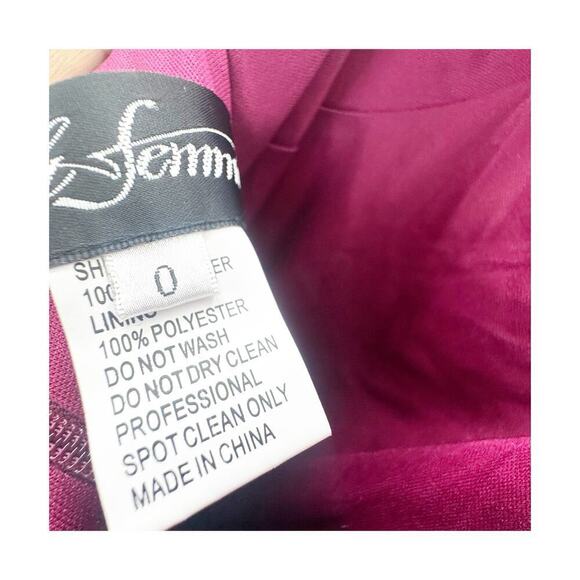 Femm
0
SH ER
100
LINING
100% POLYESTER
DO NOT WASH
DO NOT DRY CLEAN
PROFESSIONAL
SPOT CLEAN ONLY
MADE IN CHINA